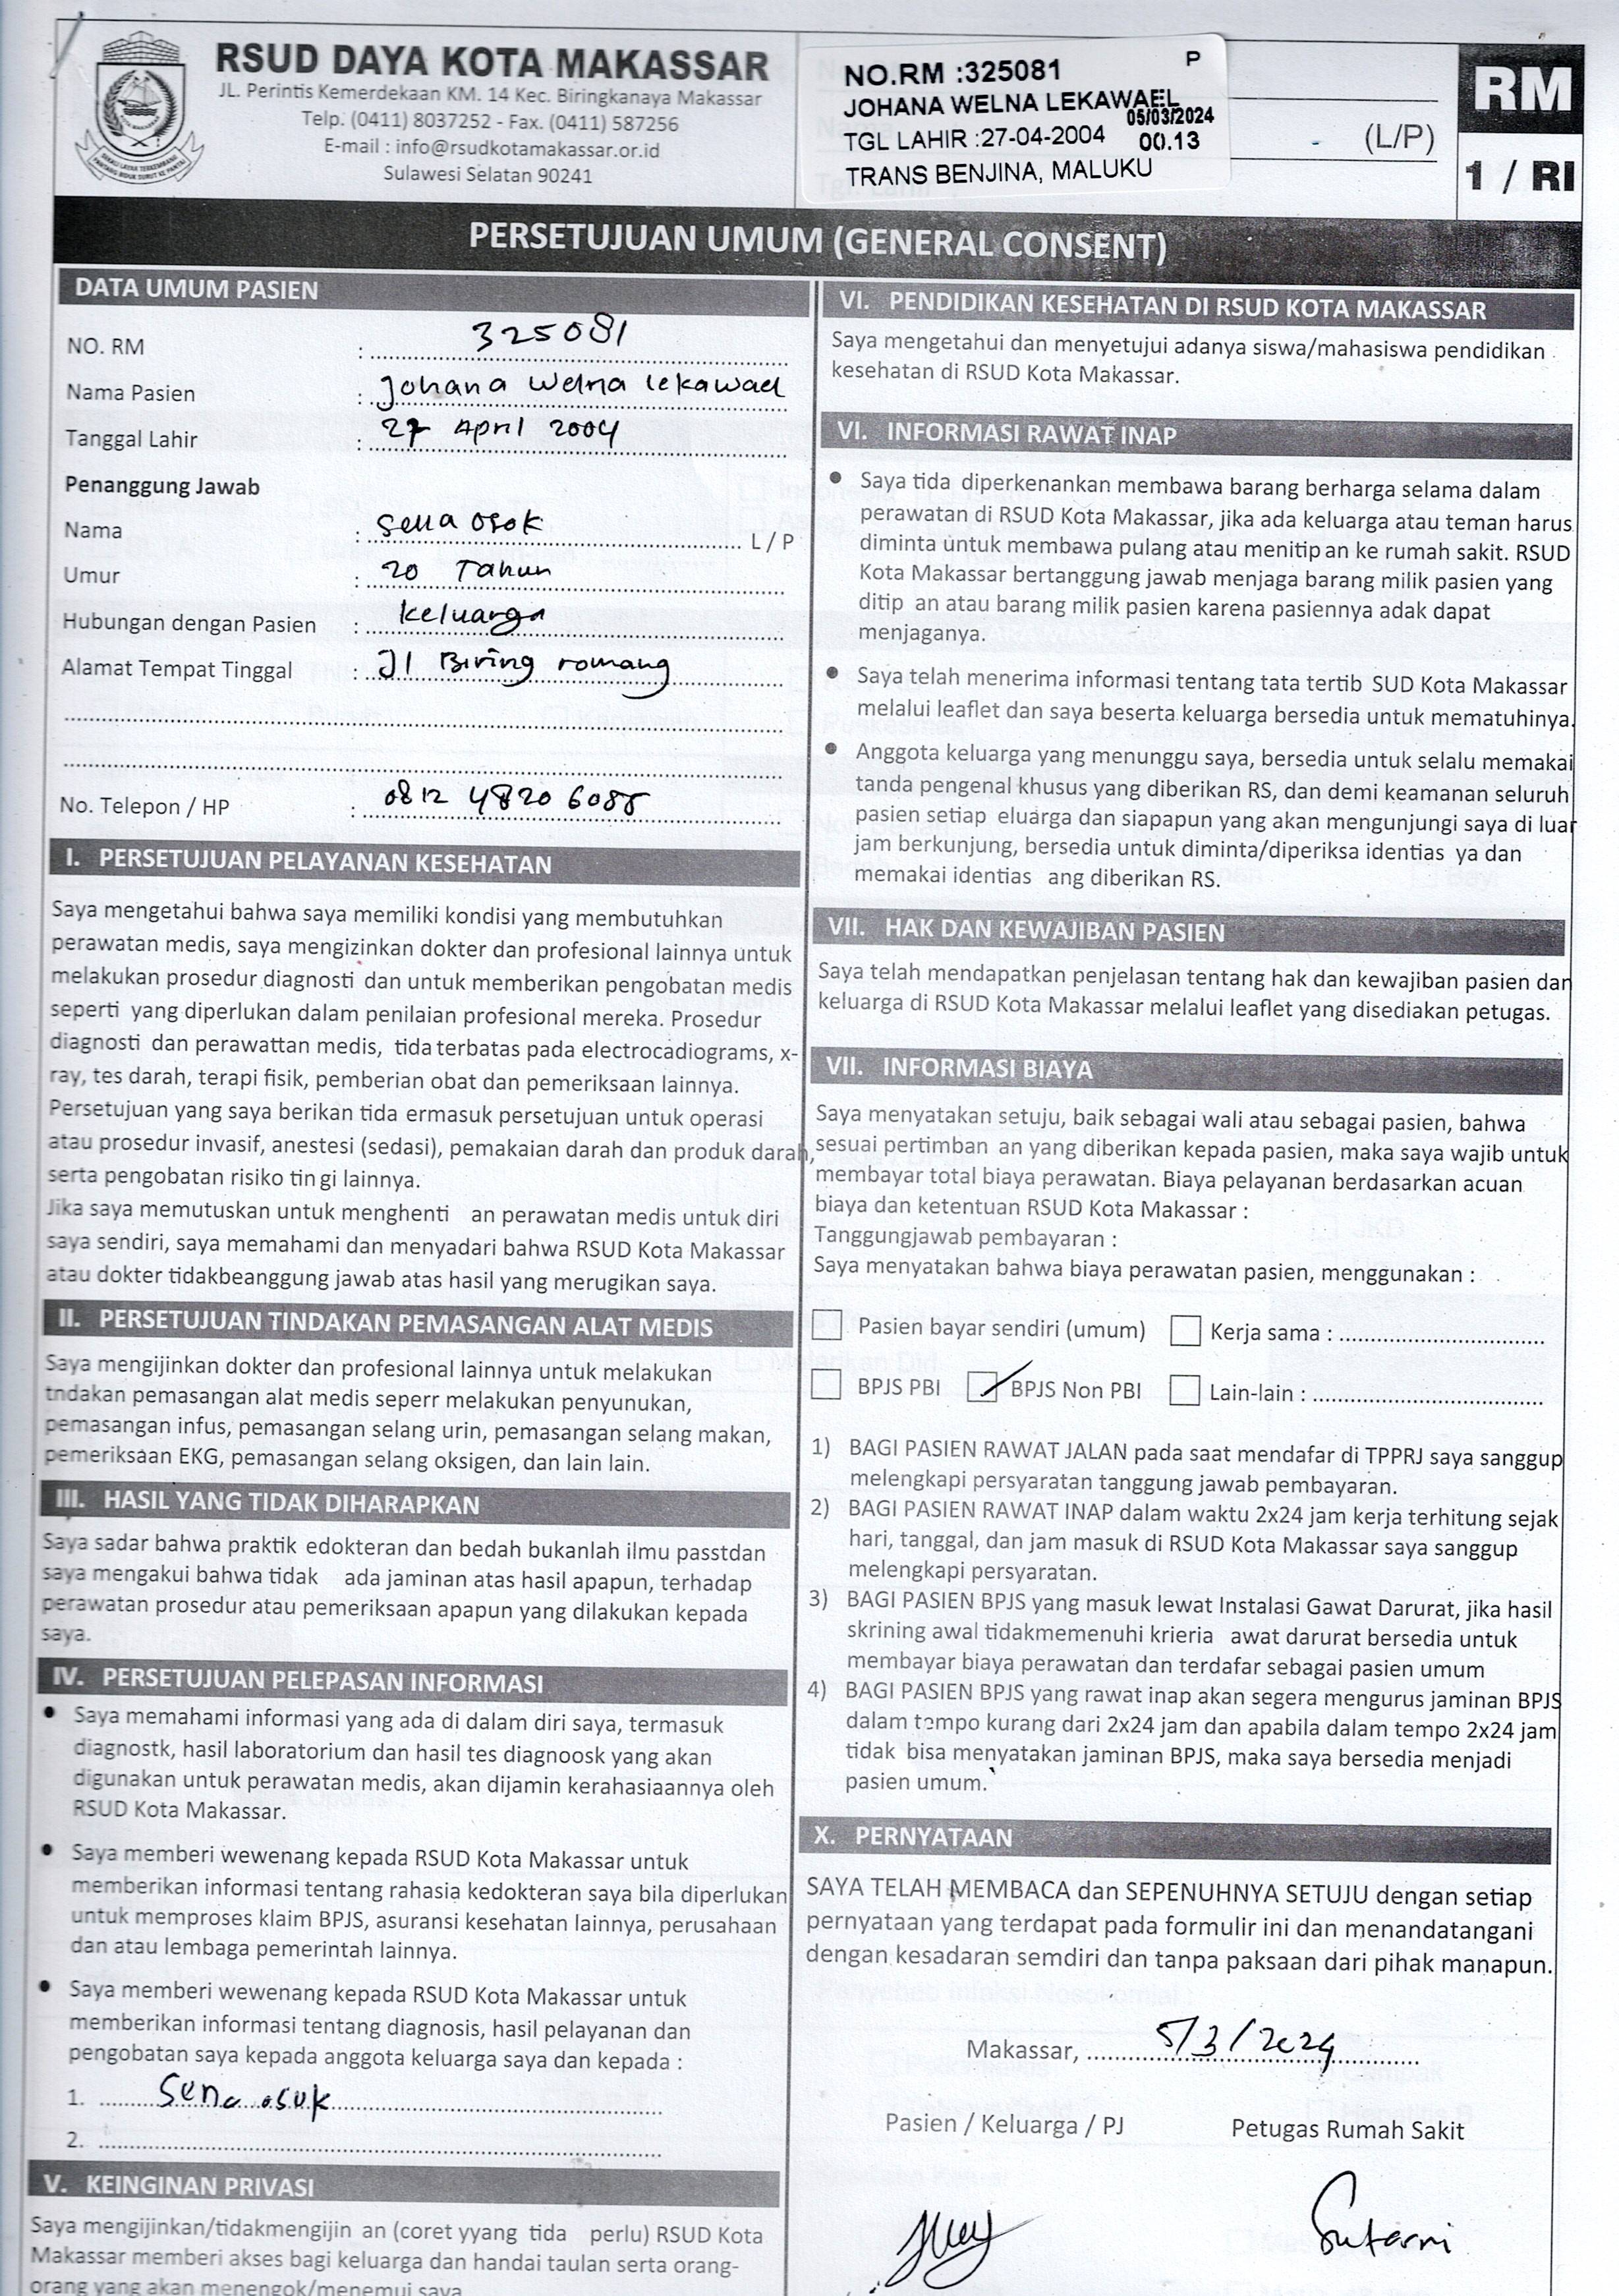 RSUD DAYA KOTA MAKASSAR
JL. Perintis Kemerdekaan KM. 14 Kec. Biringkanaya Makassar
Telp. (0411) 8037252 - Fax. (0411) 587256
E-mail : info@rsudkotamakassar.or.id
Sulawesi Selatan 90241
NO.RM :325081 P
JOHANA WELNA LEKAWAEL
05/03/2024
TGL LAHIR :27-04-2004 00.13
TRANS BENJINA, MALUKU
(L/P)
RM
1 / RI
PERSETUJUAN UMUM (GENERAL CONSENT)
DATA UMUM PASIEN
NO. RM : 325081
Nama Pasien : Johana Welna lekawael
Tanggal Lahir : 27 April 2004
Penanggung Jawab
Nama : Sella osok L / P
Umur : 20 Tahun
Hubungan dengan Pasien : keluarga
Alamat Tempat Tinggal : Jl Biring romang
No. Telepon / HP : 0812 4820 6088
I. PERSETUJUAN PELAYANAN KESEHATAN
Saya mengetahui bahwa saya memiliki kondisi yang membutuhkan
perawatan medis, saya mengizinkan dokter dan profesional lainnya untuk
melakukan prosedur diagnosti dan untuk memberikan pengobatan medis
seperti yang diperlukan dalam penilaian profesional mereka. Prosedur
diagnosti dan perawattan medis, tida terbatas pada electrocadiograms, x-
ray, tes darah, terapi fisik, pemberian obat dan pemeriksaan lainnya.
Persetujuan yang saya berikan tida ermasuk persetujuan untuk operasi
atau prosedur invasif, anestesi (sedasi), pemakaian darah dan produk darah,
serta pengobatan risiko tin gi lainnya.
Jika saya memutuskan untuk menghenti an perawatan medis untuk diri
saya sendiri, saya memahami dan menyadari bahwa RSUD Kota Makassar
atau dokter tidakbeanggung jawab atas hasil yang merugikan saya.
II. PERSETUJUAN TINDAKAN PEMASANGAN ALAT MEDIS
Saya mengijinkan dokter dan profesional lainnya untuk melakukan
tndakan pemasangan alat medis seperr melakukan penyunukan,
pemasangan infus, pemasangan selang urin, pemasangan selang makan,
pemeriksaan EKG, pemasangan selang oksigen, dan lain lain.
III. HASIL YANG TIDAK DIHARAPKAN
Saya sadar bahwa praktik edokteran dan bedah bukanlah ilmu passtdan
saya mengakui bahwa tidak ada jaminan atas hasil apapun, terhadap
perawatan prosedur atau pemeriksaan apapun yang dilakukan kepada
saya.
IV. PERSETUJUAN PELEPASAN INFORMASI
• Saya memahami informasi yang ada di dalam diri saya, termasuk
diagnostk, hasil laboratorium dan hasil tes diagnoosk yang akan
digunakan untuk perawatan medis, akan dijamin kerahasiaannya oleh
RSUD Kota Makassar.
• Saya memberi wewenang kepada RSUD Kota Makassar untuk
memberikan informasi tentang rahasia kedokteran saya bila diperlukan
untuk memproses klaim BPJS, asuransi kesehatan lainnya, perusahaan
dan atau lembaga pemerintah lainnya.
• Saya memberi wewenang kepada RSUD Kota Makassar untuk
memberikan informasi tentang diagnosis, hasil pelayanan dan
pengobatan saya kepada anggota keluarga saya dan kepada :
1.
2.
V. KEINGINAN PRIVASI
Saya mengijinkan/tidakmengijin an (coret yyang tida perlu) RSUD Kota
Makassar memberi akses bagi keluarga dan handai taulan serta orang-
orang yang akan menengok/menemui saya
VI. PENDIDIKAN KESEHATAN DI RSUD KOTA MAKASSAR
Saya mengetahui dan menyetujui adanya siswa/mahasiswa pendidikan
kesehatan di RSUD Kota Makassar.
VI. INFORMASI RAWAT INAP
• Saya tida diperkenankan membawa barang berharga selama dalam
perawatan di RSUD Kota Makassar, jika ada keluarga atau teman harus
diminta untuk membawa pulang atau menitip an ke rumah sakit. RSUD
Kota Makassar bertanggung jawab menjaga barang milik pasien yang
ditip an atau barang milik pasien karena pasiennya adak dapat
menjaganya.
• Saya telah menerima informasi tentang tata tertib SUD Kota Makassar
melalui leaflet dan saya beserta keluarga bersedia untuk mematuhinya.
• Anggota keluarga yang menunggu saya, bersedia untuk selalu memakai
tanda pengenal khusus yang diberikan RS, dan demi keamanan seluruh
pasien setiap eluarga dan siapapun yang akan mengunjungi saya di luar
jam berkunjung, bersedia untuk diminta/diperiksa identias ya dan
memakai identias ang diberikan RS.
VII. HAK DAN KEWAJIBAN PASIEN
Saya telah mendapatkan penjelasan tentang hak dan kewajiban pasien dan
keluarga di RSUD Kota Makassar melalui leaflet yang disediakan petugas.
VII. INFORMASI BIAYA
Saya menyatakan setuju, baik sebagai wali atau sebagai pasien, bahwa
sesuai pertimban an yang diberikan kepada pasien, maka saya wajib untuk
membayar total biaya perawatan. Biaya pelayanan berdasarkan acuan
biaya dan ketentuan RSUD Kota Makassar :
Tanggungjawab pembayaran :
Saya menyatakan bahwa biaya perawatan pasien, menggunakan :
Pasien bayar sendiri (umum) Kerja sama :
BPJS PBI BPJS Non PBI Lain-lain :
1) BAGI PASIEN RAWAT JALAN pada saat mendafar di TPPRJ saya sanggup
melengkapi persyaratan tanggung jawab pembayaran.
2) BAGI PASIEN RAWAT INAP dalam waktu 2x24 jam kerja terhitung sejak
hari, tanggal, dan jam masuk di RSUD Kota Makassar saya sanggup
melengkapi persyaratan.
3) BAGI PASIEN BPJS yang masuk lewat Instalasi Gawat Darurat, jika hasil
skrining awal tidakmemenuhi krieria awat darurat bersedia untuk
membayar biaya perawatan dan terdafar sebagai pasien umum
4) BAGI PASIEN BPJS yang rawat inap akan segera mengurus jaminan BPJS
dalam tempo kurang dari 2x24 jam dan apabila dalam tempo 2x24 jam
tidak bisa menyatakan jaminan BPJS, maka saya bersedia menjadi
pasien umum.
X. PERNYATAAN
SAYA TELAH MEMBACA dan SEPENUHNYA SETUJU dengan setiap
pernyataan yang terdapat pada formulir ini dan menandatangani
dengan kesadaran semdiri dan tanpa paksaan dari pihak manapun.
Makassar, 5/3/2024
Pasien / Keluarga / PJ Petugas Rumah Sakit
Sutarni